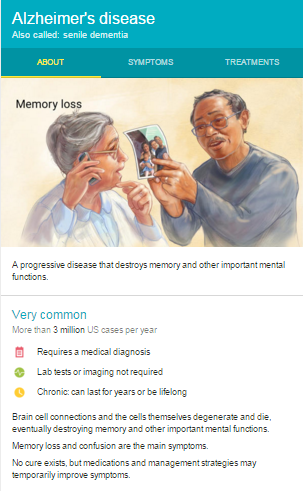 Alzheimer's disease
Also called: senile dementia
ABOUT SYMPTOMS TREATMENTS
Memory loss
A progressive disease that destroys memory and other important mental
functions.
Very common
More than 3 million US cases per year
Requires a medical diagnosis
Lab tests or imaging not required
Chronic: can last for years or be lifelong
Brain cell connections and the cells themselves degenerate and die,
eventually destroying memory and other important mental functions.
Memory loss and confusion are the main symptoms.
No cure exists, but medications and management strategies may
temporarily improve symptoms.